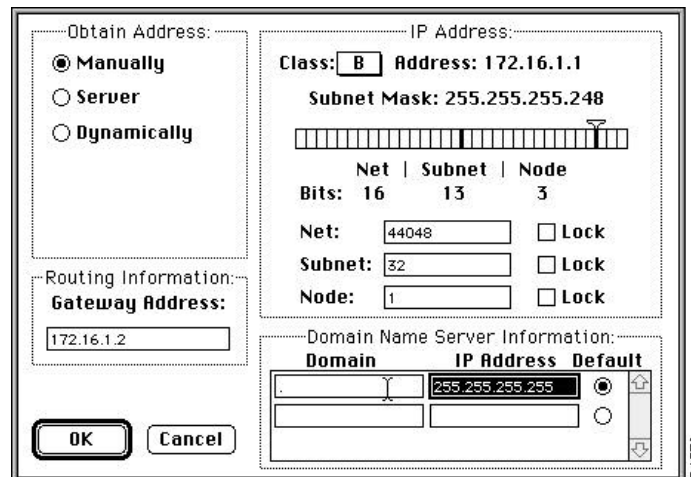 Obtain Address:
Manually
Server
Dynamically
IP Address:
Class: B Address: 172.16.1.1
Subnet Mask: 255.255.255.248
Net | Subnet | Node
Bits: 16 13 3
Net: 44048 Lock
Subnet: 32 Lock
Node: 1 Lock
Routing Information:
Gateway Address:
172.16.1.2
Domain Name Server Information:
Domain IP Address Default
. 255.255.255.255
OK Cancel